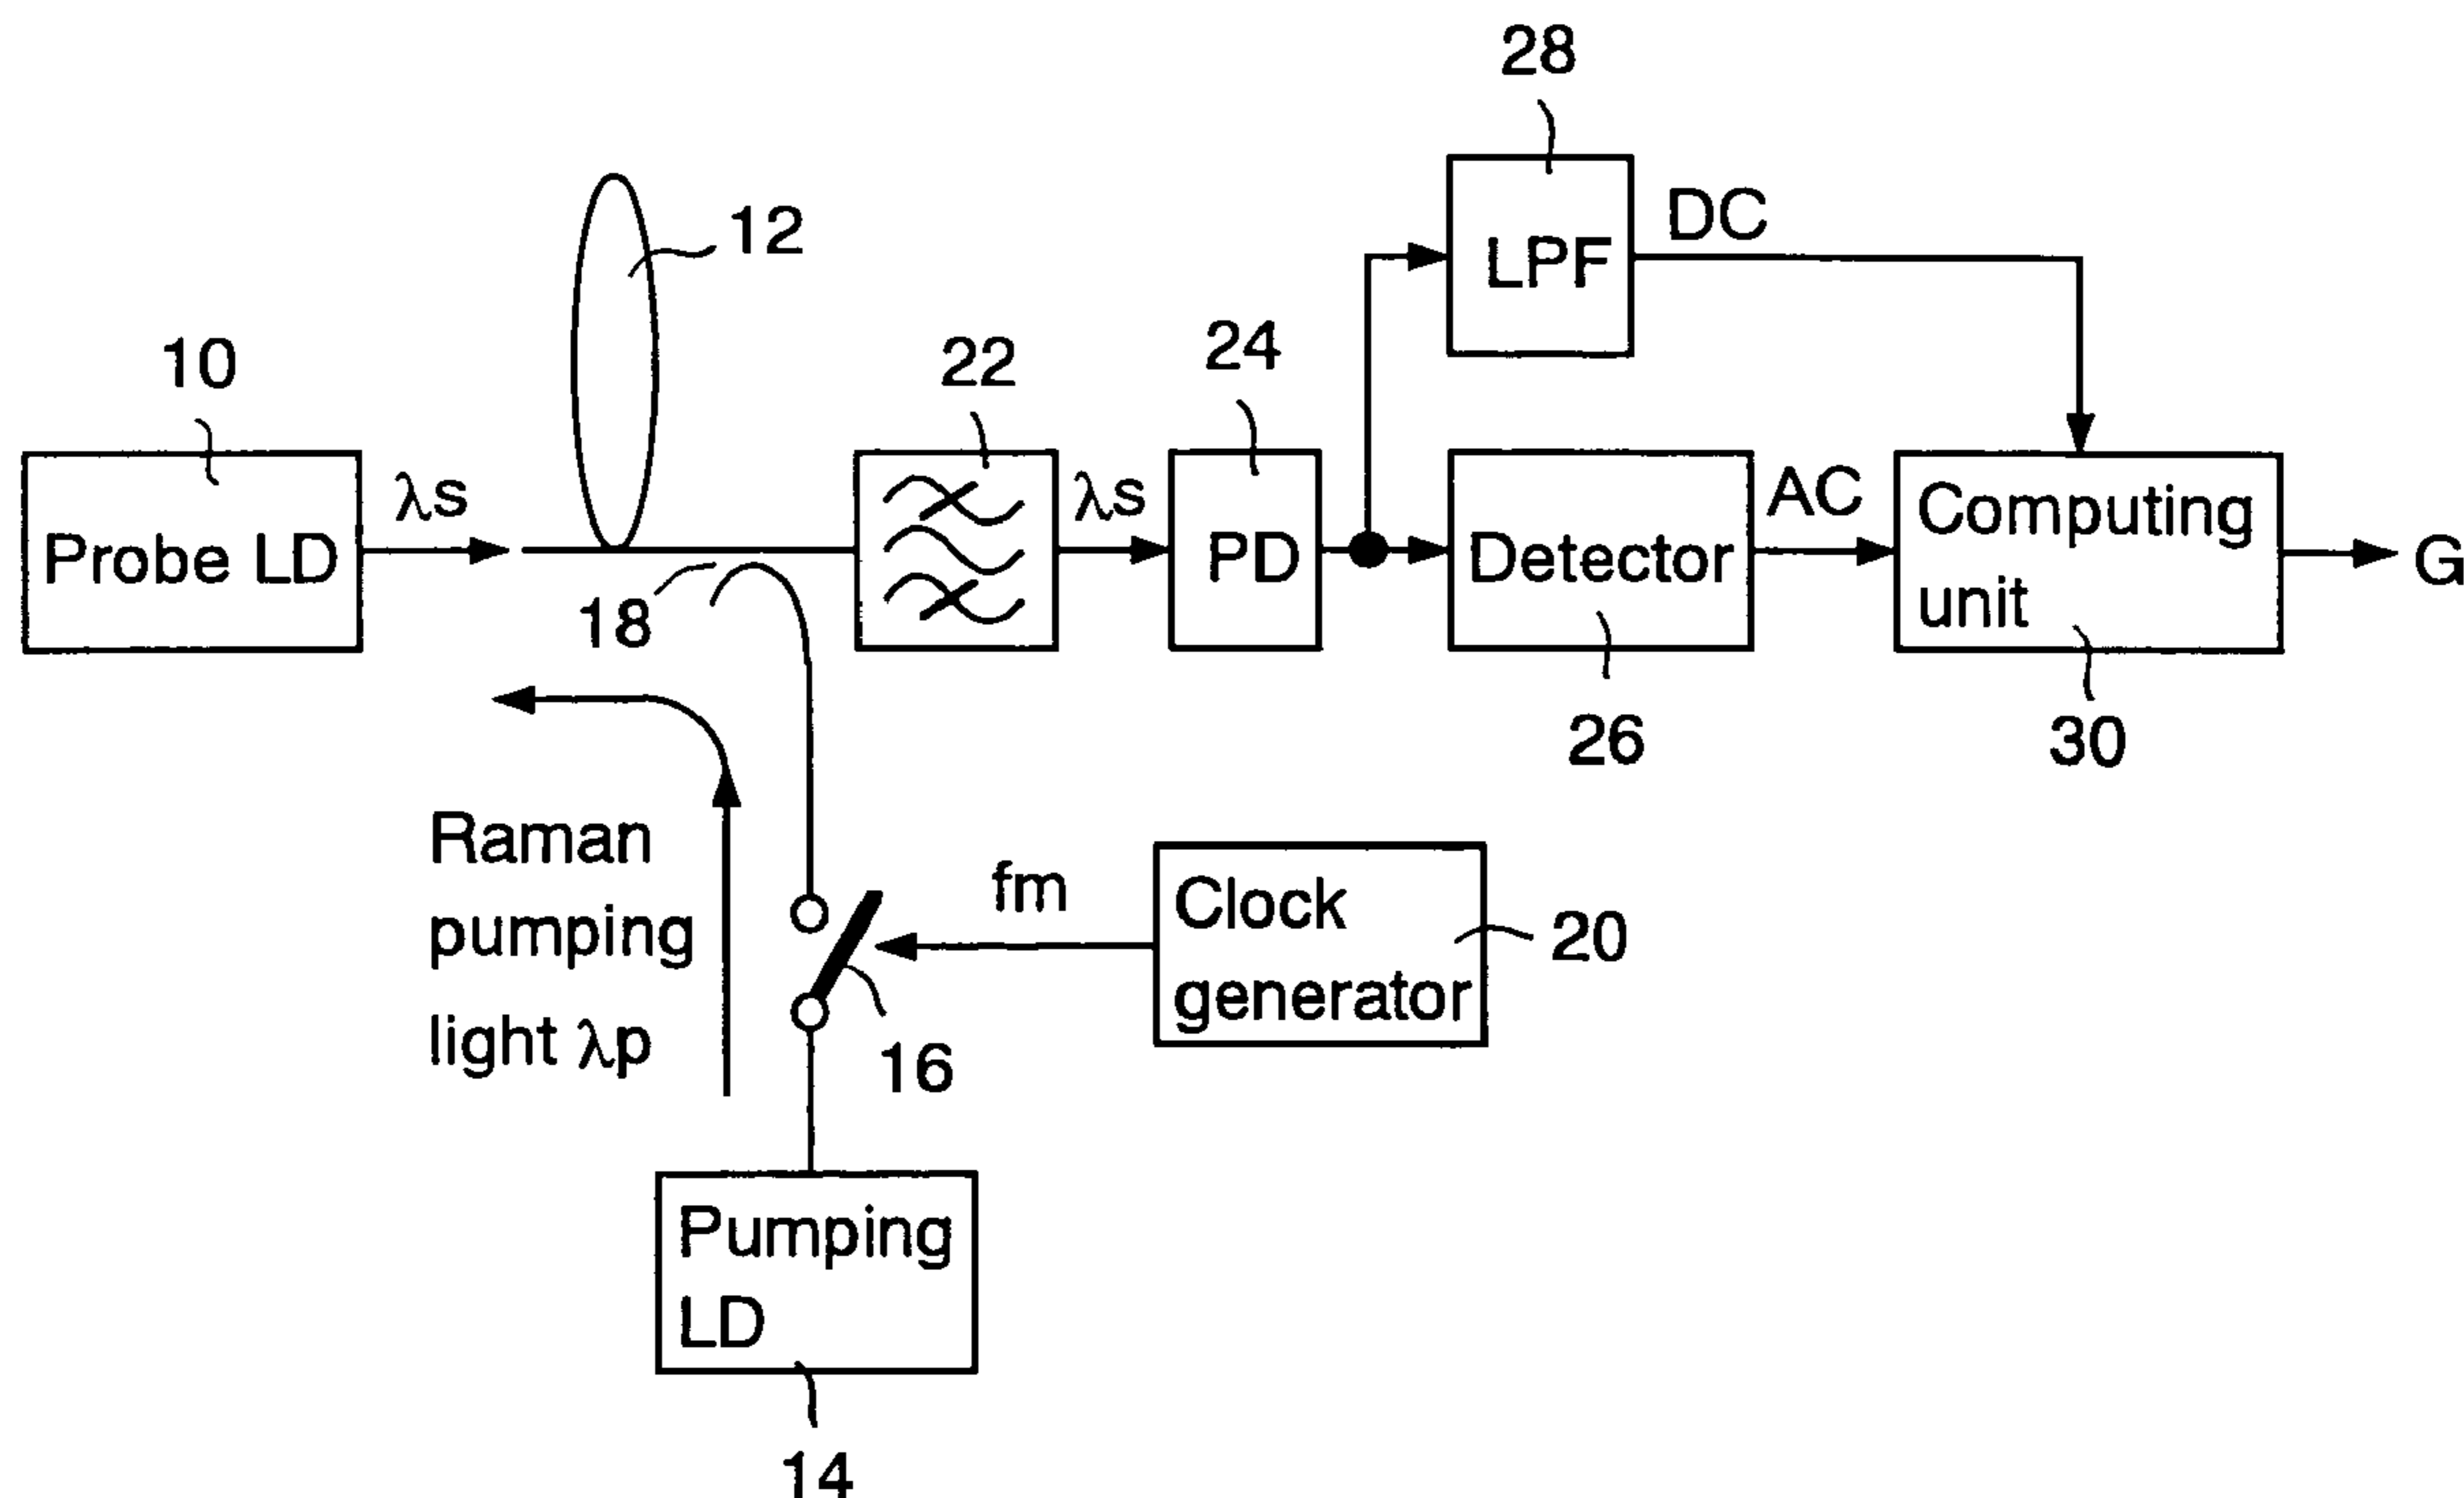 28
LPF
DC
12
10
22
24
λs
λs
AC
Probe LD
PD
Detector
Computing
unit
G
18
26
30
Raman
pumping
light λp
fm
Clock
generator
20
16
Pumping
LD
14